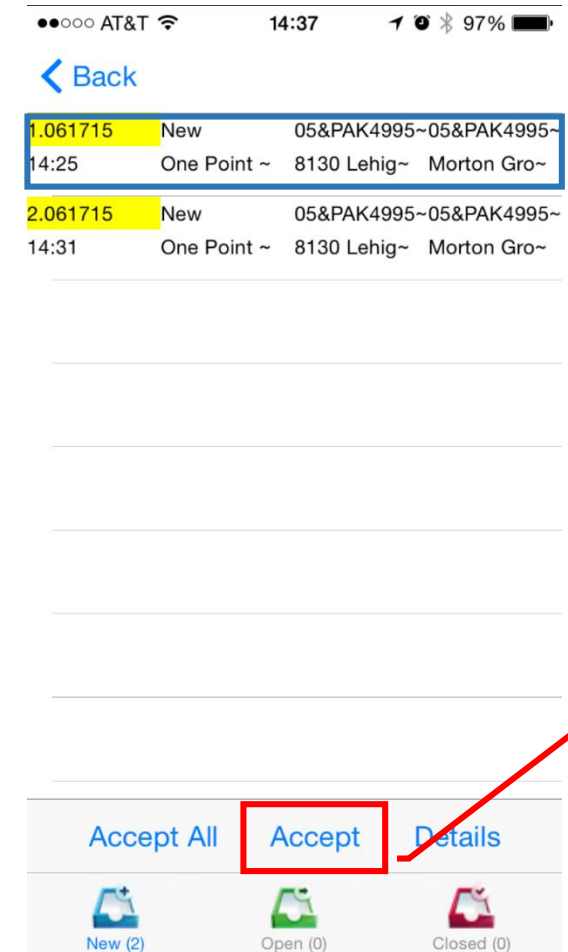 AT&T 14:37 97%
Back
1.061715 New 05&PAK4995~05&PAK4995~
14:25 One Point ~ 8130 Lehig~ Morton Gro~
2.061715 New 05&PAK4995~05&PAK4995~
14:31 One Point ~ 8130 Lehig~ Morton Gro~
Accept All Accept Details
New (2) Open (0) Closed (0)